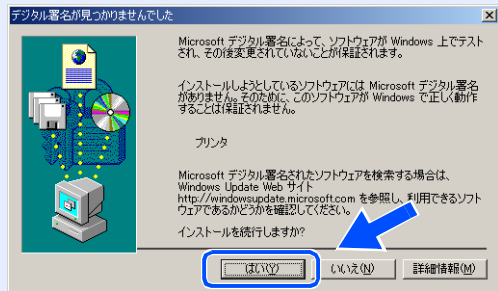 デジタル署名が見つかりませんでした
Microsoft デジタル署名によって、ソフトウェアが Windows 上でテスト
され、その後変更されていないことが保証されます。
インストールしようとしているソフトウェアには Microsoft デジタル署名
がありません。そのために、このソフトウェアが Windows で正しく動作
することは保証されません。
プリンタ
Microsoft デジタル署名されたソフトウェアを検索する場合は、
Windows Update Web サイト
http://windowsupdate.microsoft.com を参照し、利用できるソフト
ウェアであるかどうかを確認してください。
インストールを続行しますか?
はい(Y)
いいえ(N)
詳細情報(M)